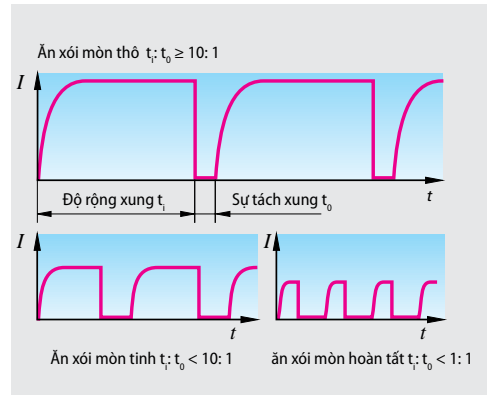 Ăn xói mòn thô tᵢ: t₀ ≥ 10: 1
I
t
Độ rộng xung tᵢ
Sự tách xung t₀
I
I
t
t
Ăn xói mòn tinh tᵢ: t₀ < 10: 1
ăn xói mòn hoàn tất tᵢ: t₀ < 1: 1